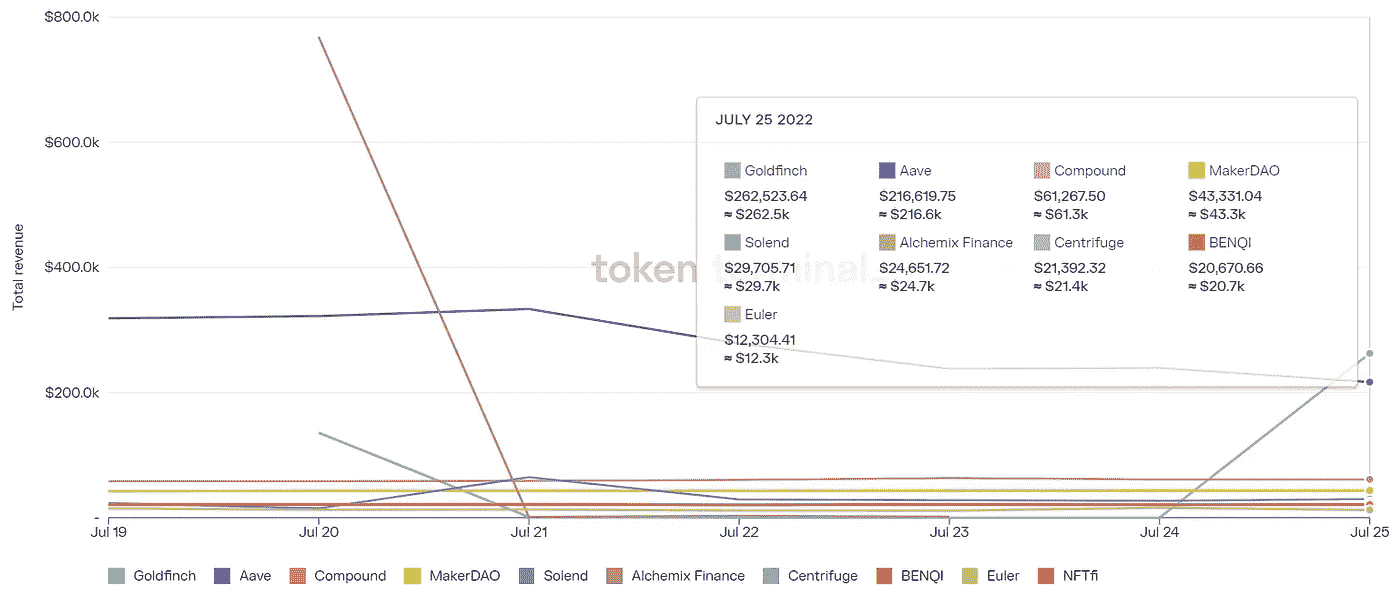 $800.0k
$600.0k
$400.0k
$200.0k
-
Total revenue
token terminal_
JULY 25 2022
Goldfinch Aave Compound MakerDAO
$262,523.64 $216,619.75 $61,267.50 $43,331.04
≈ $262.5k ≈ $216.6k ≈ $61.3k ≈ $43.3k
Solend Alchemix Finance Centrifuge BENQI
$29,705.71 $24,651.72 $21,392.32 $20,670.66
≈ $29.7k ≈ $24.7k ≈ $21.4k ≈ $20.7k
Euler
$12,304.41
≈ $12.3k
Jul 19 Jul 20 Jul 21 Jul 22 Jul 23 Jul 24 Jul 25
Goldfinch Aave Compound MakerDAO Solend Alchemix Finance Centrifuge BENQI Euler NFTfi